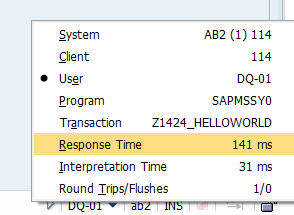 System AB2 (1) 114
Client 114
User DQ-01
Program SAPMSSY0
Transaction Z1424_HELLOWORLD
Response Time 141 ms
Interpretation Time 31 ms
Round Trips/Flushes 1/0
DQ-01 ab2 INS